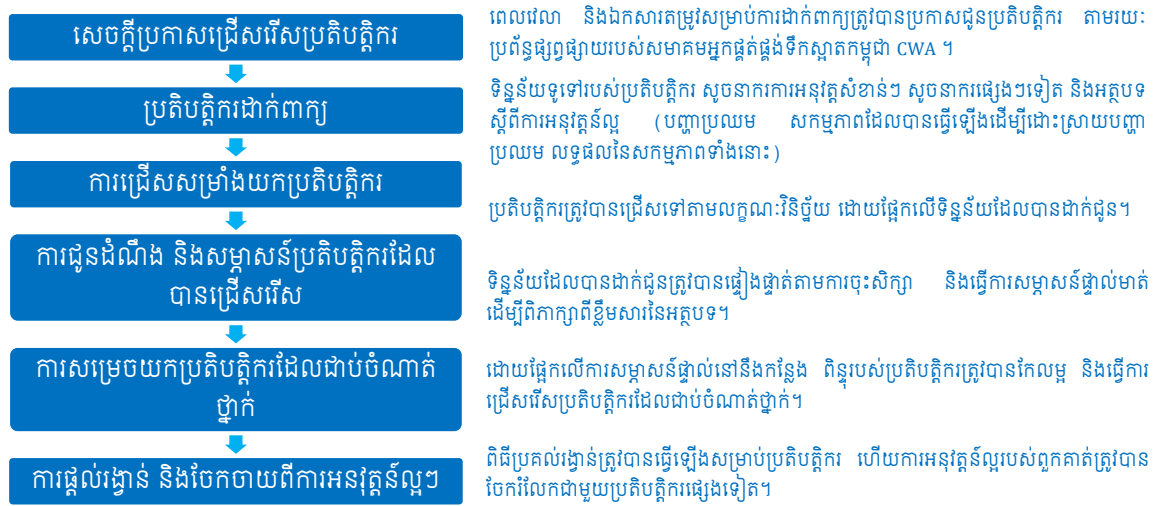 សេចក្តីប្រកាសជ្រើសរើសប្រតិបត្តិករ
ពេលវេលា និងឯកសារតម្រូវសម្រាប់ការដាក់ពាក្យត្រូវបានប្រកាសជូនប្រតិបត្តិករ តាមរយៈ
ប្រព័ន្ធផ្សព្វផ្សាយរបស់សមាគមអ្នកផ្គត់ផ្គង់ទឹកស្អាតកម្ពុជា CWA ។
ប្រតិបត្តិករដាក់ពាក្យ
ទិន្នន័យទូទៅរបស់ប្រតិបត្តិករ សូចនាករការអនុវត្តសំខាន់ៗ សូចនាករផ្សេងៗទៀត និងអត្ថបទ
ស្តីពីការអនុវត្តន៍ល្អ (បញ្ហាប្រឈម សកម្មភាពដែលបានធ្វើឡើងដើម្បីដោះស្រាយបញ្ហា
ប្រឈម លទ្ធផលនៃសកម្មភាពទាំងនោះ)
ការជ្រើសសម្រាំងយកប្រតិបត្តិករ
ប្រតិបត្តិករត្រូវបានជ្រើសទៅតាមលក្ខណៈវិនិច្ឆ័យ ដោយផ្អែកលើទិន្នន័យដែលបានដាក់ជូន។
ការជូនដំណឹង និងសម្ភាសន៍ប្រតិបត្តិករដែល
បានជ្រើសរើស
ទិន្នន័យដែលបានដាក់ជូនត្រូវបានផ្ទៀងផ្ទាត់តាមការចុះសិក្សា និងធ្វើការសម្ភាសន៍ផ្ទាល់មាត់
ដើម្បីពិភាក្សាពីខ្លឹមសារនៃអត្ថបទ។
ការសម្រេចយកប្រតិបត្តិករដែលជាប់ចំណាត់
ថ្នាក់
ដោយផ្អែកលើការសម្ភាសន៍ផ្ទាល់នៅនឹងកន្លែង ពិន្ទុរបស់ប្រតិបត្តិករត្រូវបានកែលម្អ និងធ្វើការ
ជ្រើសរើសប្រតិបត្តិករដែលជាប់ចំណាត់ថ្នាក់។
ការផ្តល់រង្វាន់ និងចែកចាយពីការអនវុត្តន៍ល្អៗ
ពិធីប្រគល់រង្វាន់ត្រូវបានធ្វើឡើងសម្រាប់ប្រតិបត្តិករ ហើយការអនុវត្តន៍ល្អរបស់ពួកគាត់ត្រូវបាន
ចែករំលែកជាមួយប្រតិបត្តិករផ្សេងទៀត។